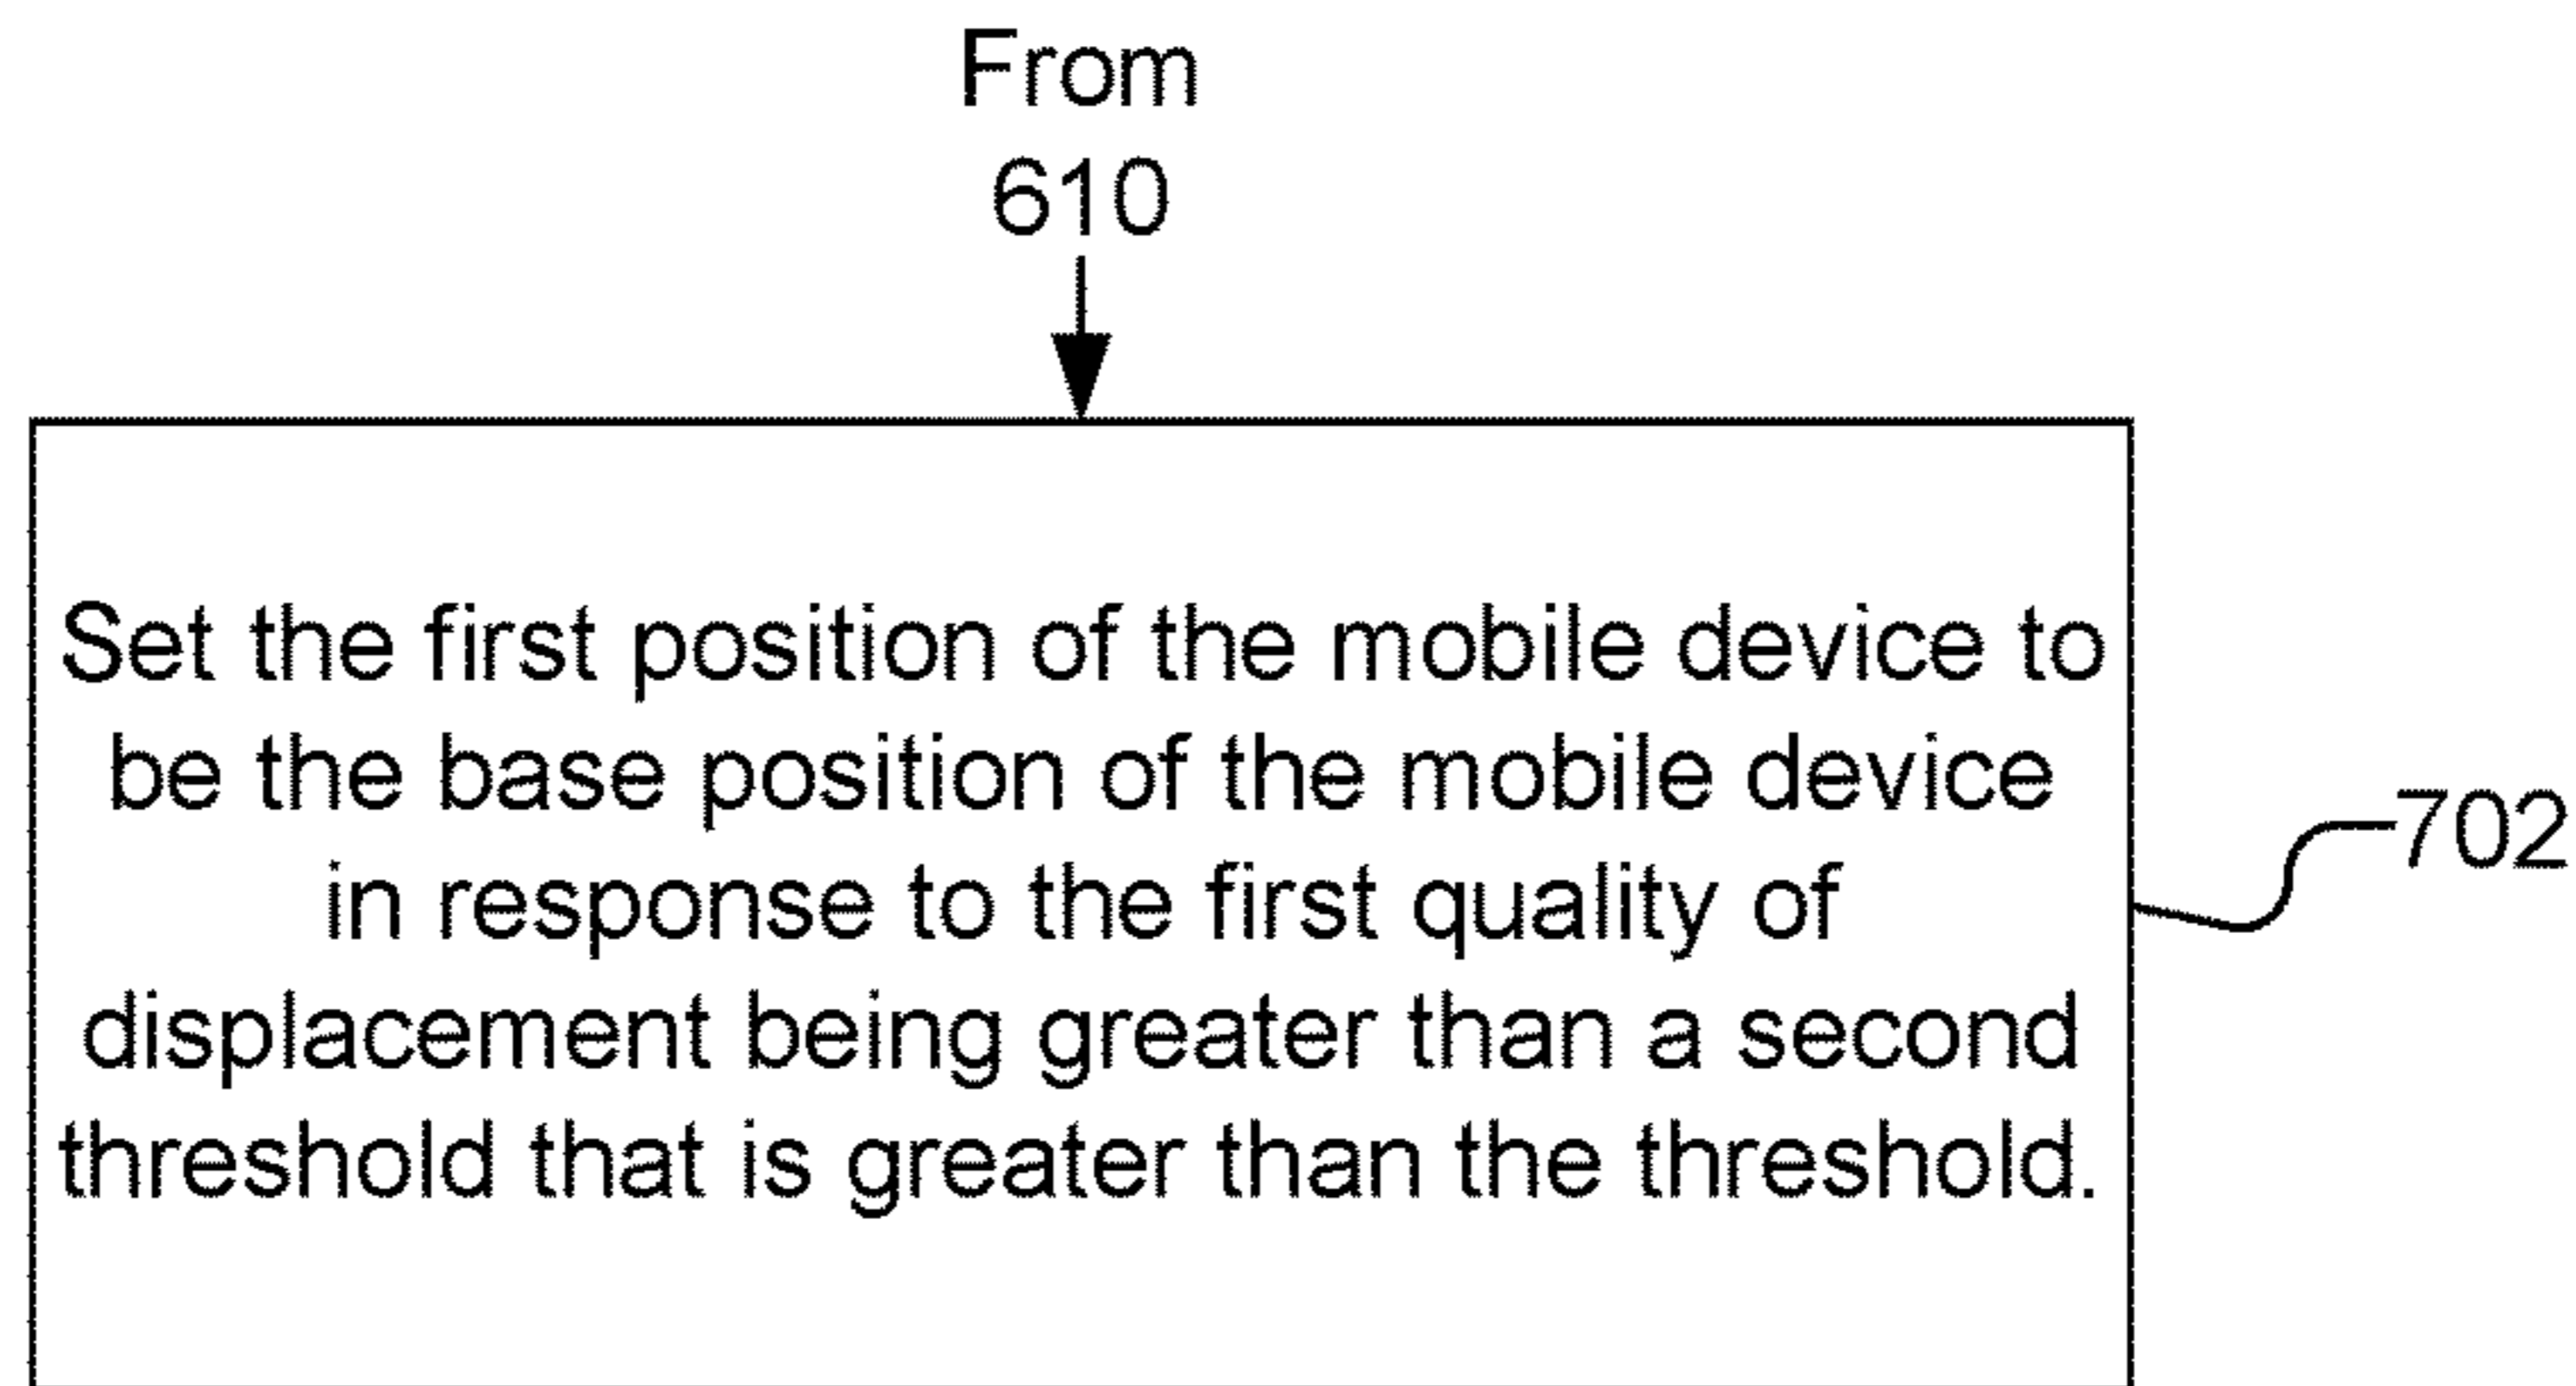 From
610
Set the first position of the mobile device to
be the base position of the mobile device
in response to the first quality of
displacement being greater than a second
threshold that is greater than the threshold.
702